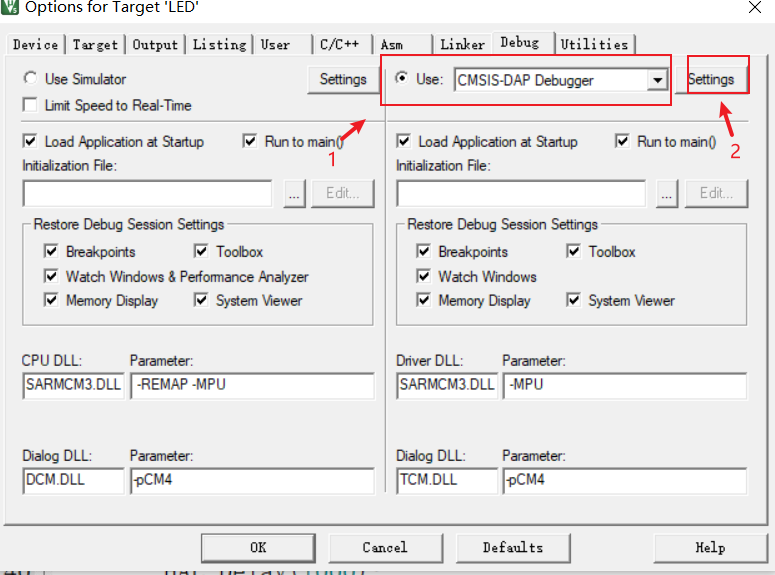 Options for Target 'LED'
Device Target Output Listing User C/C++ Asm Linker Debug Utilities
Use Simulator Settings Use: CMSIS-DAP Debugger Settings
Limit Speed to Real-Time
Load Application at Startup Run to main() Load Application at Startup Run to main()
1 2
Initialization File: Initialization File:
... Edit... ... Edit...
Restore Debug Session Settings Restore Debug Session Settings
Breakpoints Toolbox Breakpoints Toolbox
Watch Windows & Performance Analyzer Watch Windows
Memory Display System Viewer Memory Display System Viewer
CPU DLL: Parameter: Driver DLL: Parameter:
SARMCM3.DLL -REMAP -MPU SARMCM3.DLL -MPU
Dialog DLL: Parameter: Dialog DLL: Parameter:
DCM.DLL -pCM4 TCM.DLL -pCM4
OK Cancel Defaults Help